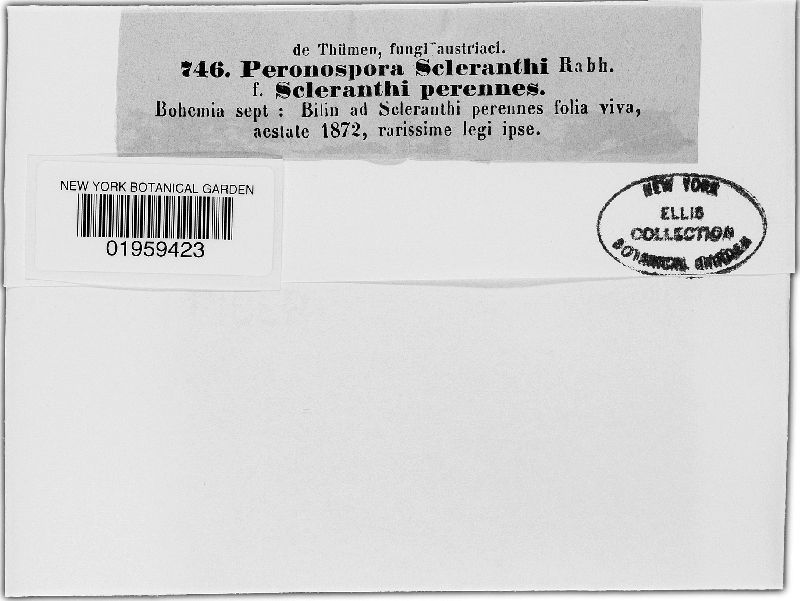 de Thümen, fungi austriaci.
746. Peronospora Scleranthi Rabh.
f. Scleranthi perennes.
Bohemia sept : Bilin ad Scleranthi perennes folia viva,
aestate 1872, rarissime legi ipse.
NEW YORK BOTANICAL GARDEN
01959423
NEW YORK
ELLIS
COLLECTION
BOTANICAL GARDEN